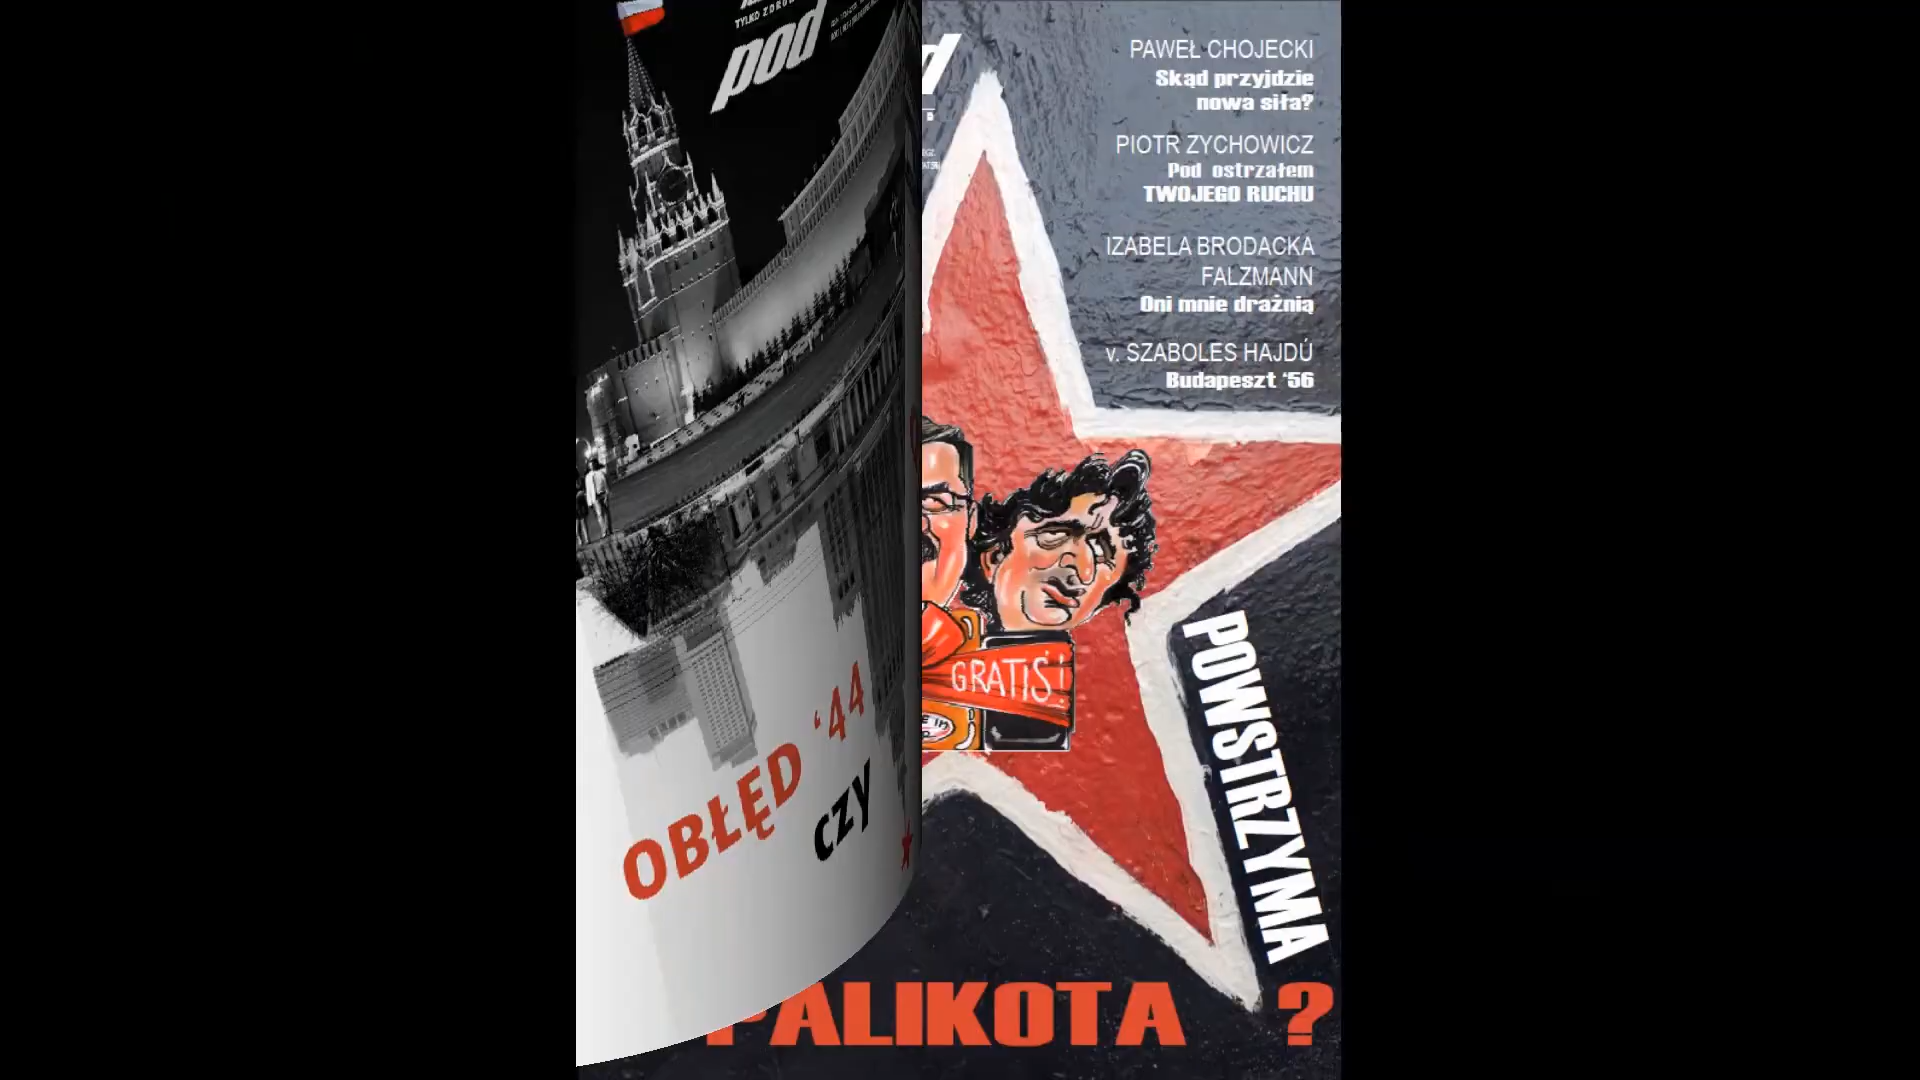 TYLKO
pod
OBŁĘD '44
czy
PAWEŁ CHOJECKI
Skąd przyjdzie
nowa siła?
PIOTR ZYCHOWICZ
Pod ostrzałem
TWOJEGO RUCHU
IZABELA BRODACKA
FALZMANN
Oni mnie drażnią
v. SZABOLES HAJDÚ
Budapeszt '56
GRATIS!
POWSTRZYMA
PALIKOTA ?